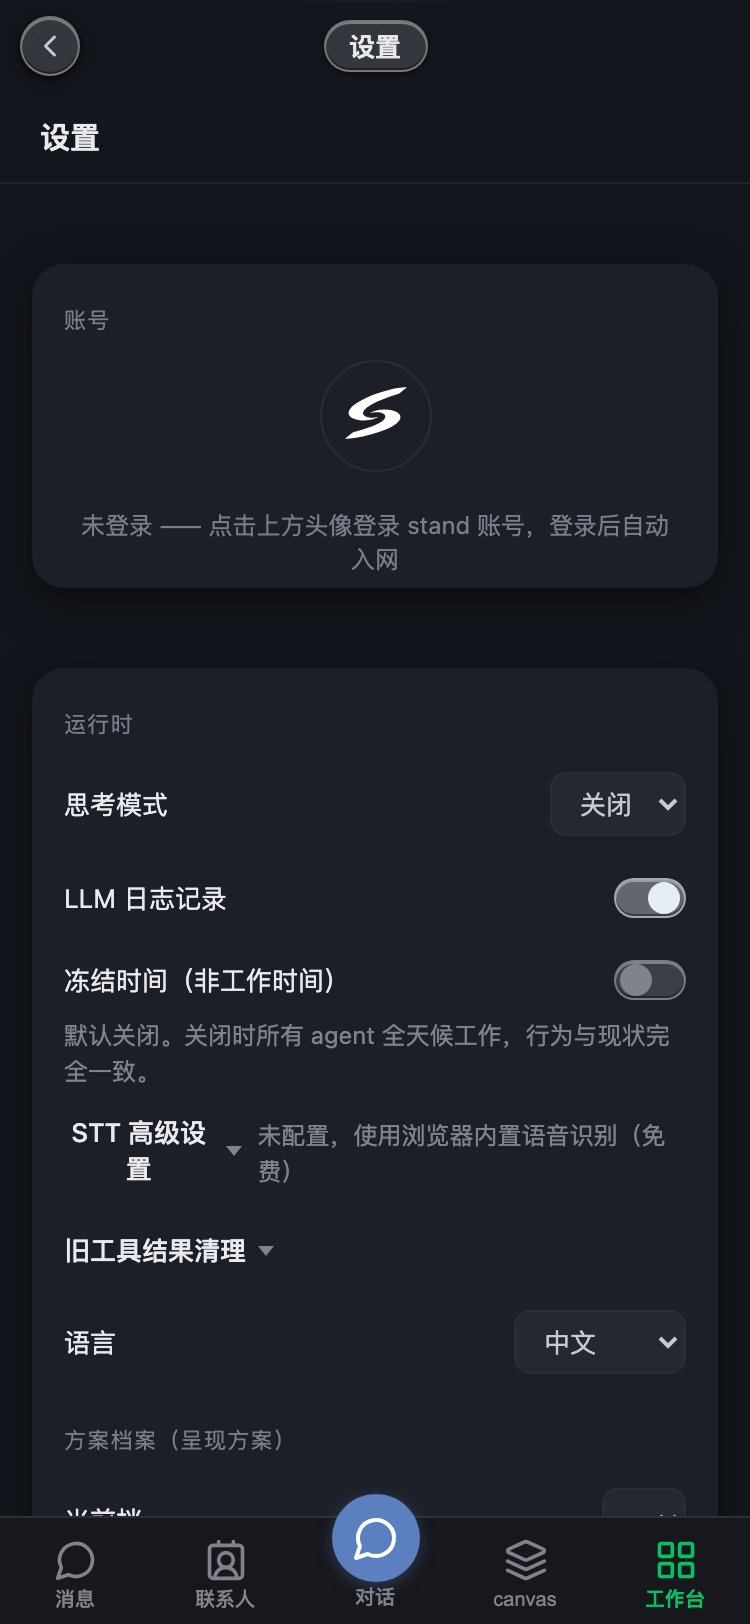 设置
设置
账号
未登录 —— 点击上方头像登录 stand 账号，登录后自动
入网
运行时
思考模式
关闭
LLM 日志记录
冻结时间（非工作时间）
默认关闭。关闭时所有 agent 全天候工作，行为与现状完
全一致。
STT 高级设
置
未配置，使用浏览器内置语音识别（免
费）
旧工具结果清理
语言
中文
方案档案（呈现方案）
消息
联系人
对话
canvas
工作台